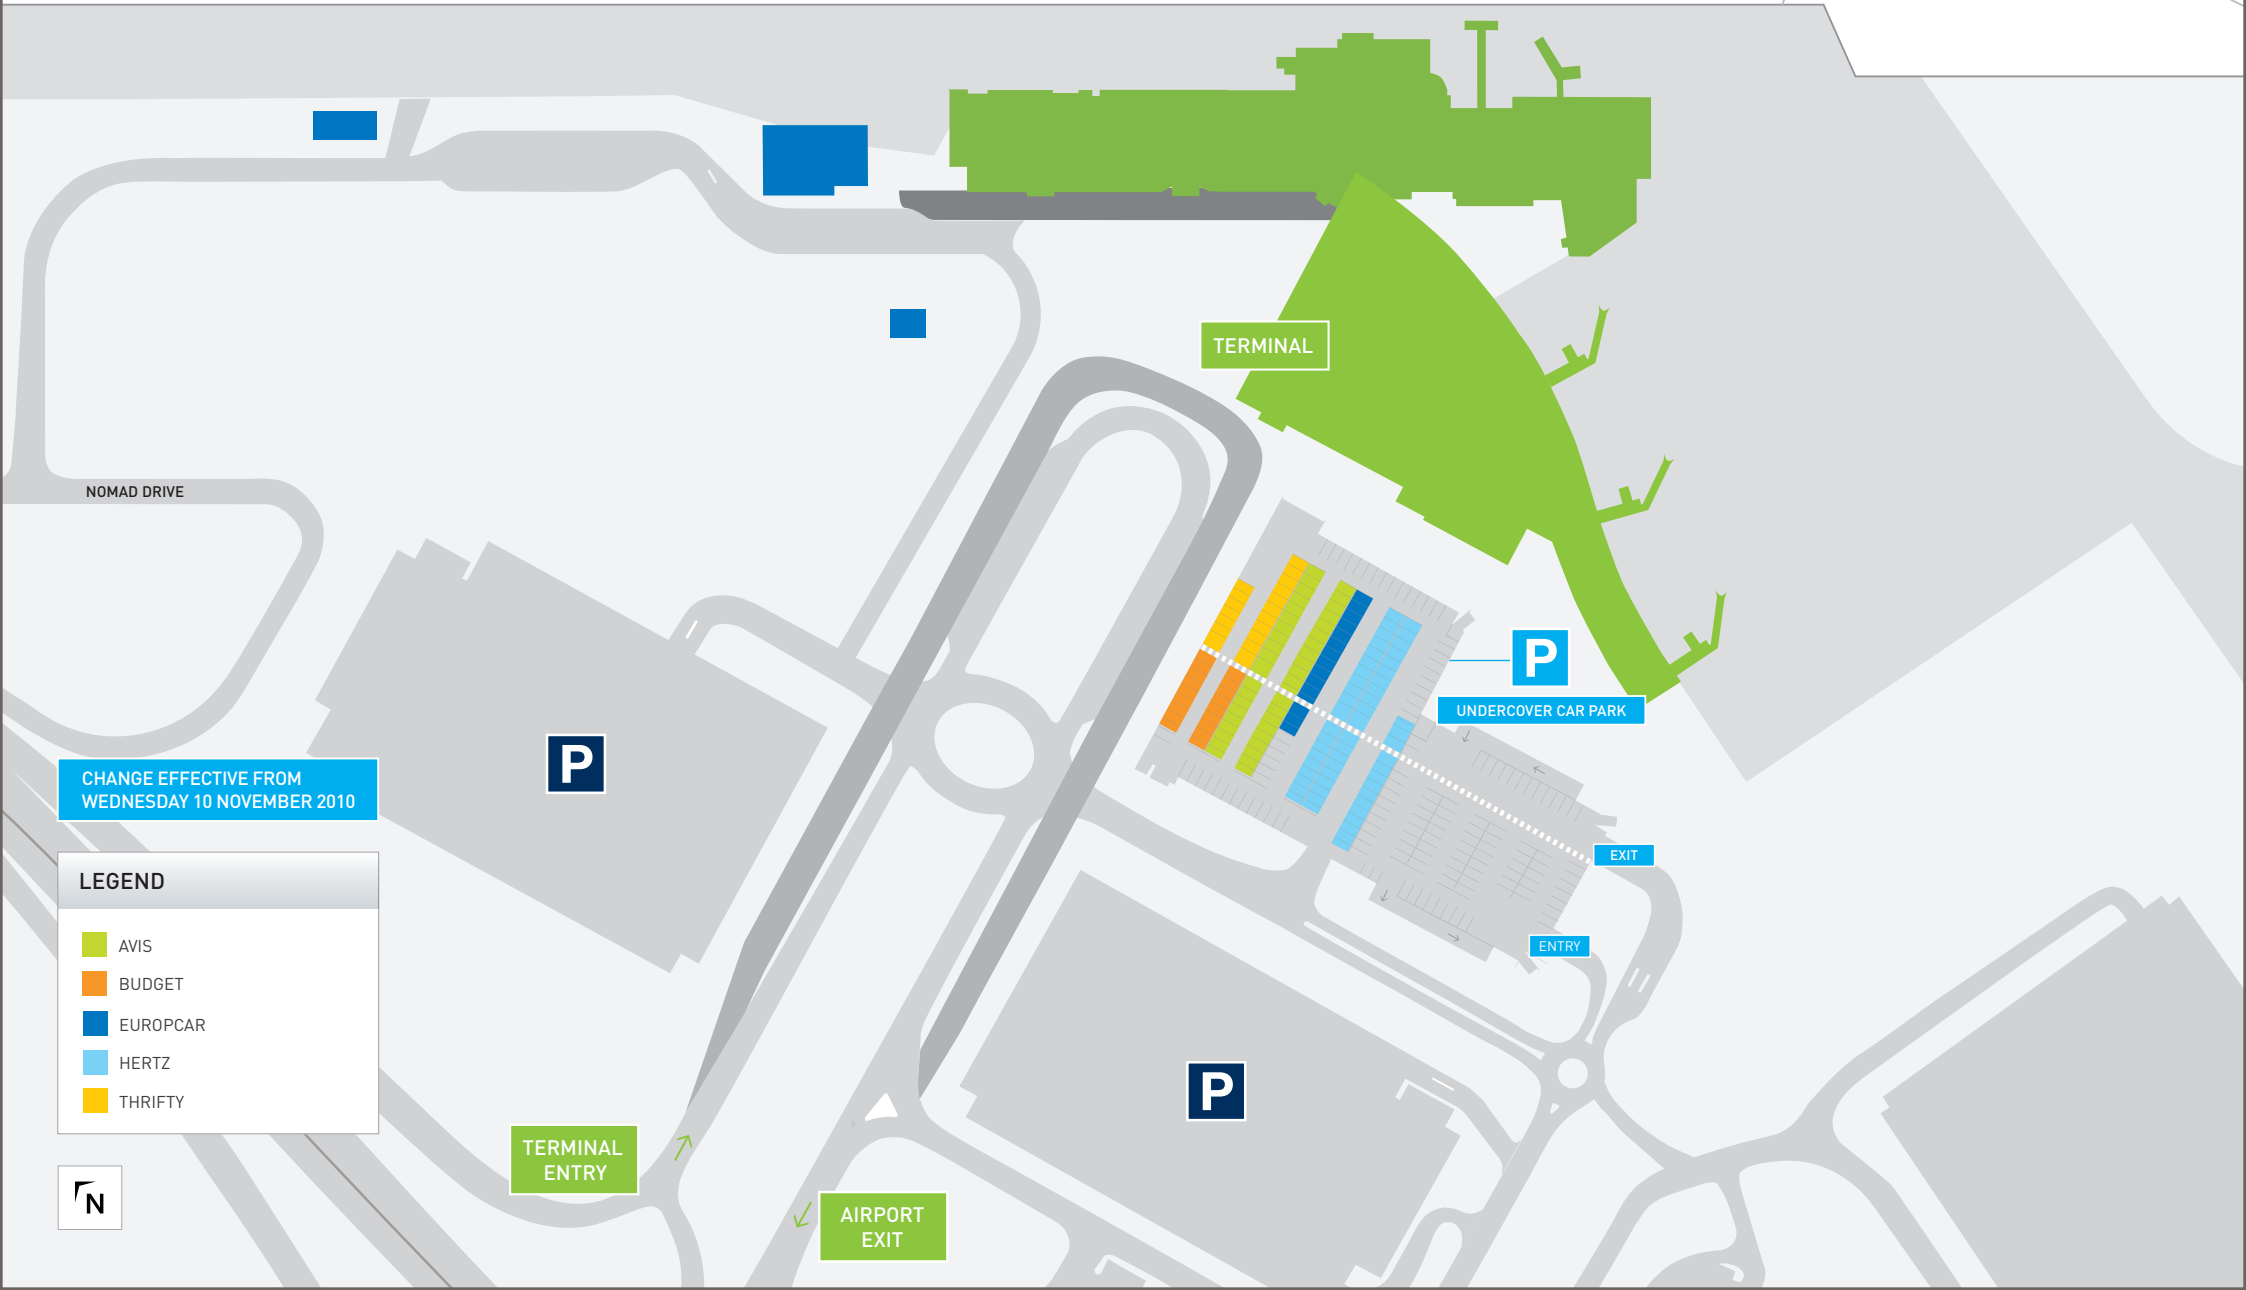 TERMINAL
NOMAD DRIVE
P
UNDERCOVER CAR PARK
P
CHANGE EFFECTIVE FROM
WEDNESDAY 10 NOVEMBER 2010
EXIT
LEGEND
ENTRY
AVIS
BUDGET
EUROPCAR
HERTZ
THRIFTY
P
TERMINAL
ENTRY
N
AIRPORT
EXIT